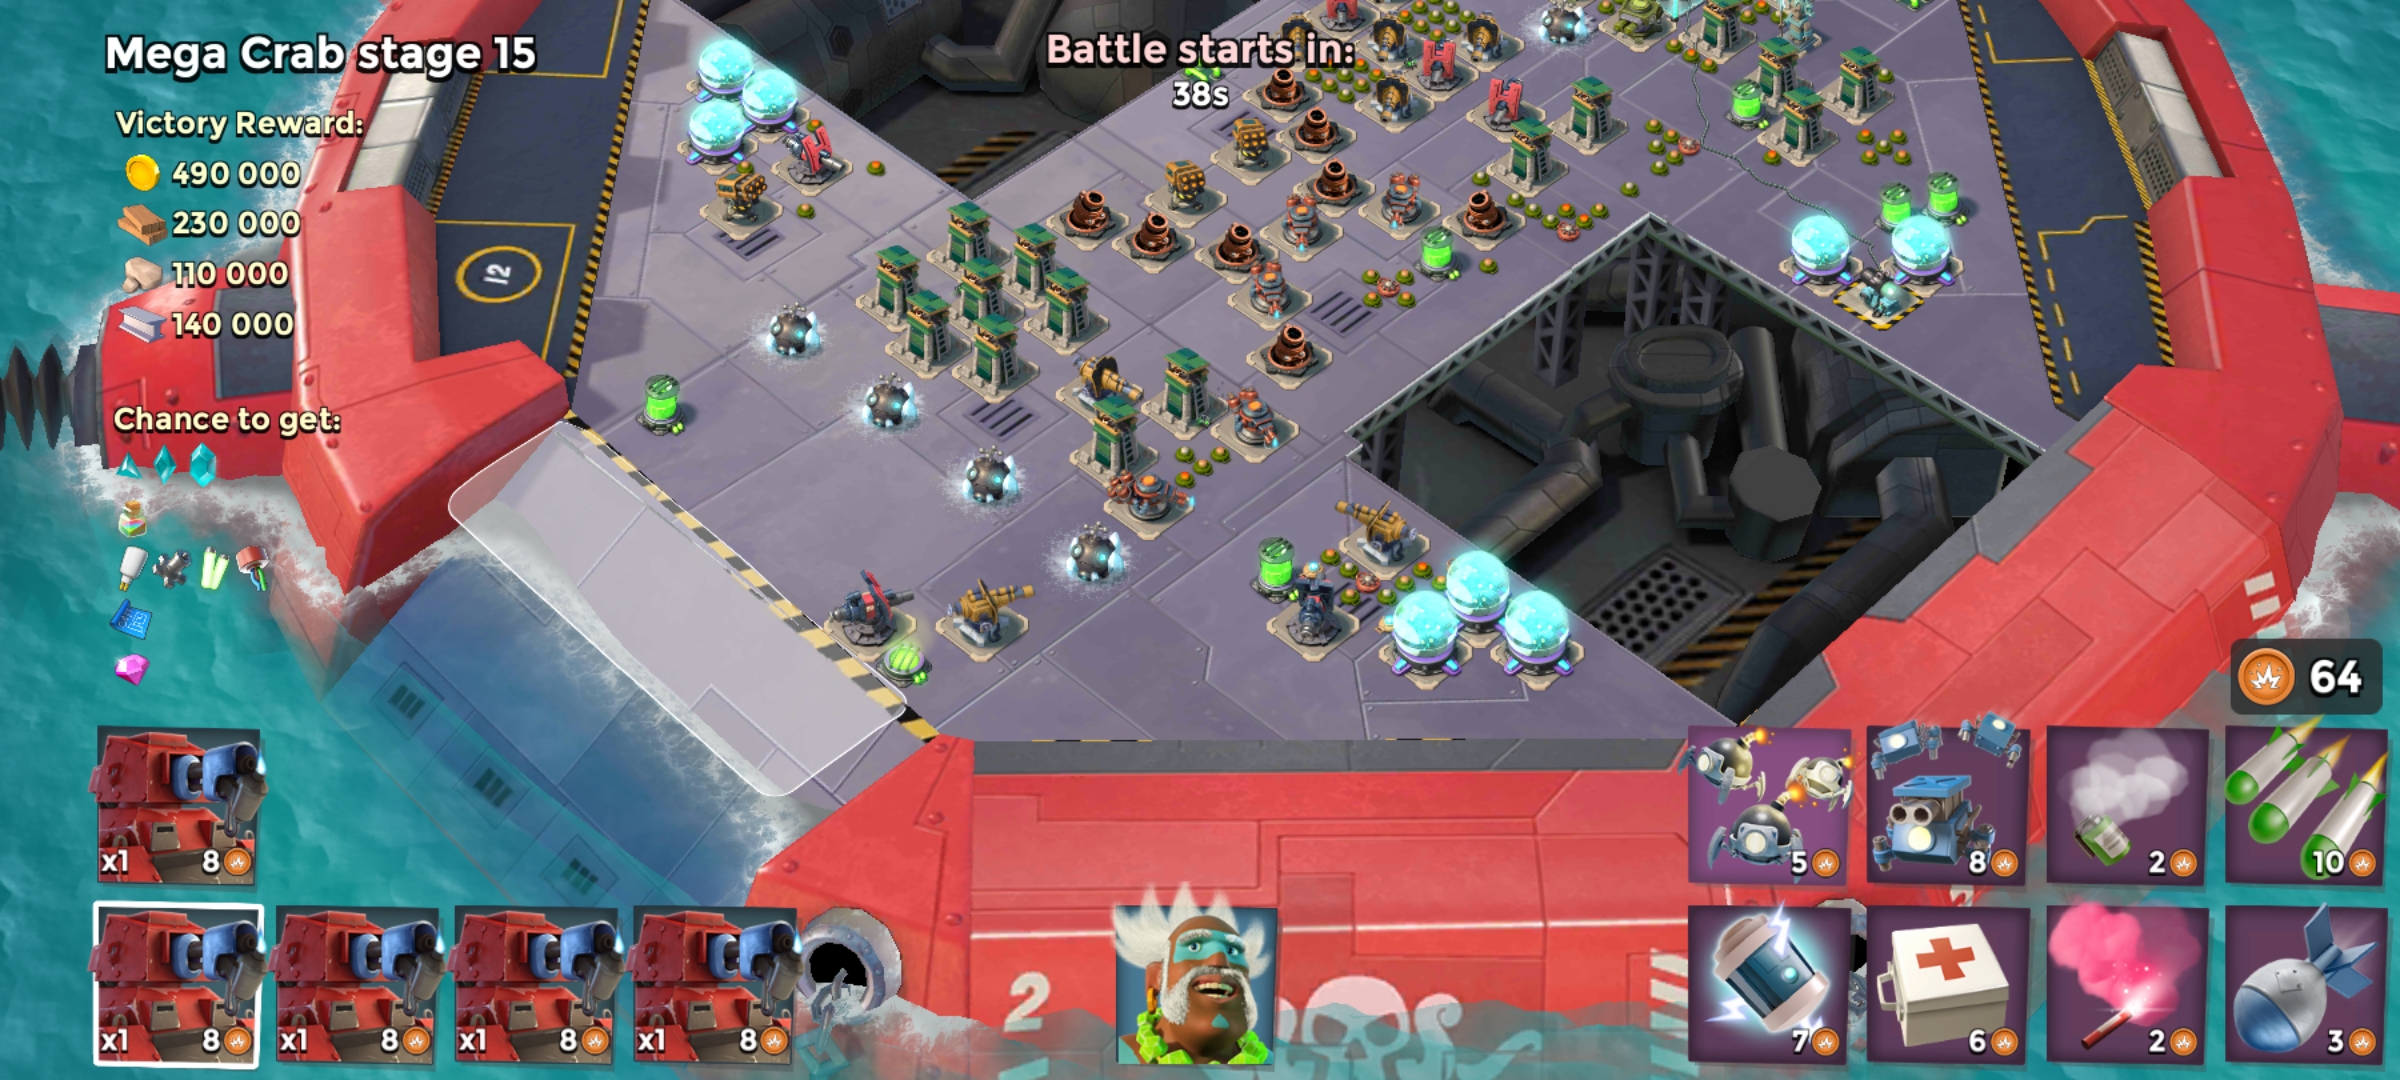 Mega Crab stage 15
Battle starts in:
38s
Victory Reward:
490 000
230 000
110 000
140 000
12
Chance to get:
64
x1 8
5
8
2
10
x1 8
x1 8
x1 8
x1 8
2
7
6
2
3